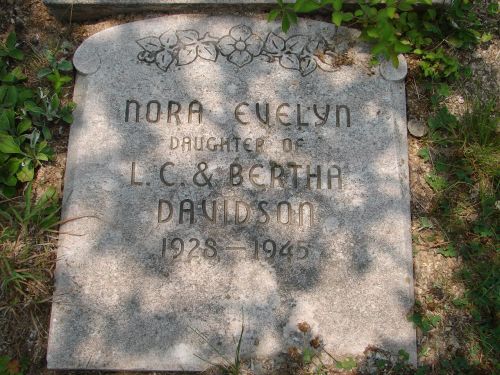 NORA EVELYN
DAUGHTER OF
L. C. & BERTHA
DAVIDSON
1928 — 1945